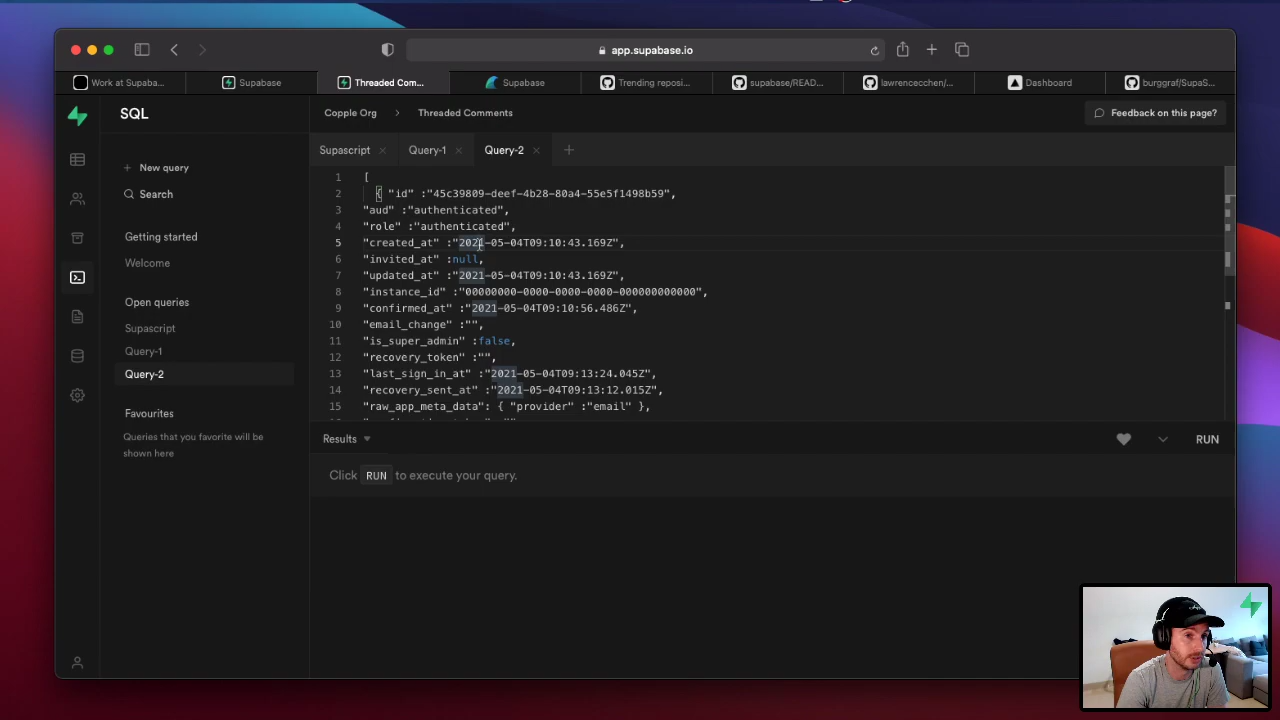 app.supabase.io
Work at Supaba...
Supabase
Threaded Com...
Supabase
Trending reposi...
supabase/READ...
lawrencecchen/...
Dashboard
burggraf/SupaS...
SQL
Copple Org > Threaded Comments
Feedback on this page?
Supascript
Query-1
Query-2
New query
Search
Getting started
Welcome
Open queries
Supascript
Query-1
Query-2
Favourites
Queries that you favorite will be
shown here
1 [
2 { "id" :"45c39809-deef-4b28-80a4-55e5f1498b59",
3 "aud" :"authenticated",
4 "role" :"authenticated",
5 "created_at" :"2021-05-04T09:10:43.169Z",
6 "invited_at" :null,
7 "updated_at" :"2021-05-04T09:10:43.169Z",
8 "instance_id" :"00000000-0000-0000-0000-000000000000",
9 "confirmed_at" :"2021-05-04T09:10:56.486Z",
10 "email_change" :"",
11 "is_super_admin" :false,
12 "recovery_token" :"",
13 "last_sign_in_at" :"2021-05-04T09:13:24.045Z",
14 "recovery_sent_at" :"2021-05-04T09:13:12.015Z",
15 "raw_app_meta_data": { "provider" :"email" },
Results
RUN
Click RUN to execute your query.